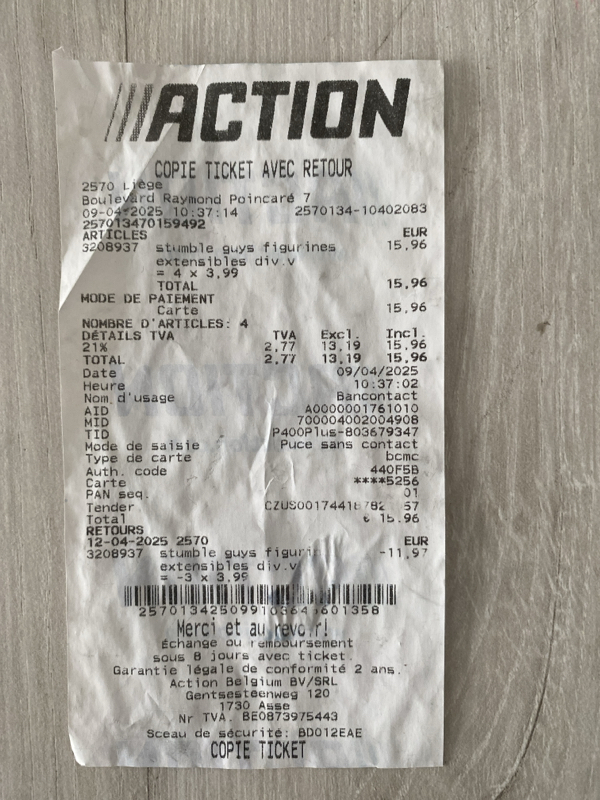 ACTION
COPIE TICKET AVEC RETOUR
2570 Liège
Boulevard Raymond Poincaré 7
09-04-2025 10:37:14 2570134-10402083
257013470159492
ARTICLES EUR
3208937 stumble guys figurines 15,96
extensibles div.v
= 4 x 3,99
TOTAL 15,96
MODE DE PAIEMENT
Carte 15,96
NOMBRE D'ARTICLES: 4
DÉTAILS TVA TVA Excl. Incl.
21% 2,77 13,19 15,96
TOTAL 2,77 13,19 15,96
Date 09/04/2025
Heure 10:37:02
Nom d'usage Bancontact
AID A0000001761010
MID 700004002004908
TID P400Plus-803679347
Mode de saisie Puce sans contact
Type de carte bcmc
Auth. code 440F5B
Carte ****5256
PAN seq. 01
Tender
Total € 15.96
RETOURS
12-04-2025 2570 EUR
3208937 stumble guys -11,97
extensibles div.v
= -3 x 3,99
Merci et au revoir!
Échange ou remboursement
sous 8 jours avec ticket.
Garantie légale de conformité 2 ans.
Action Belgium BV/SRL
Gentsesteenweg 120
1730 Asse
Nr TVA. BE0873975443
Sceau de sécurité: BD012EAE
COPIE TICKET